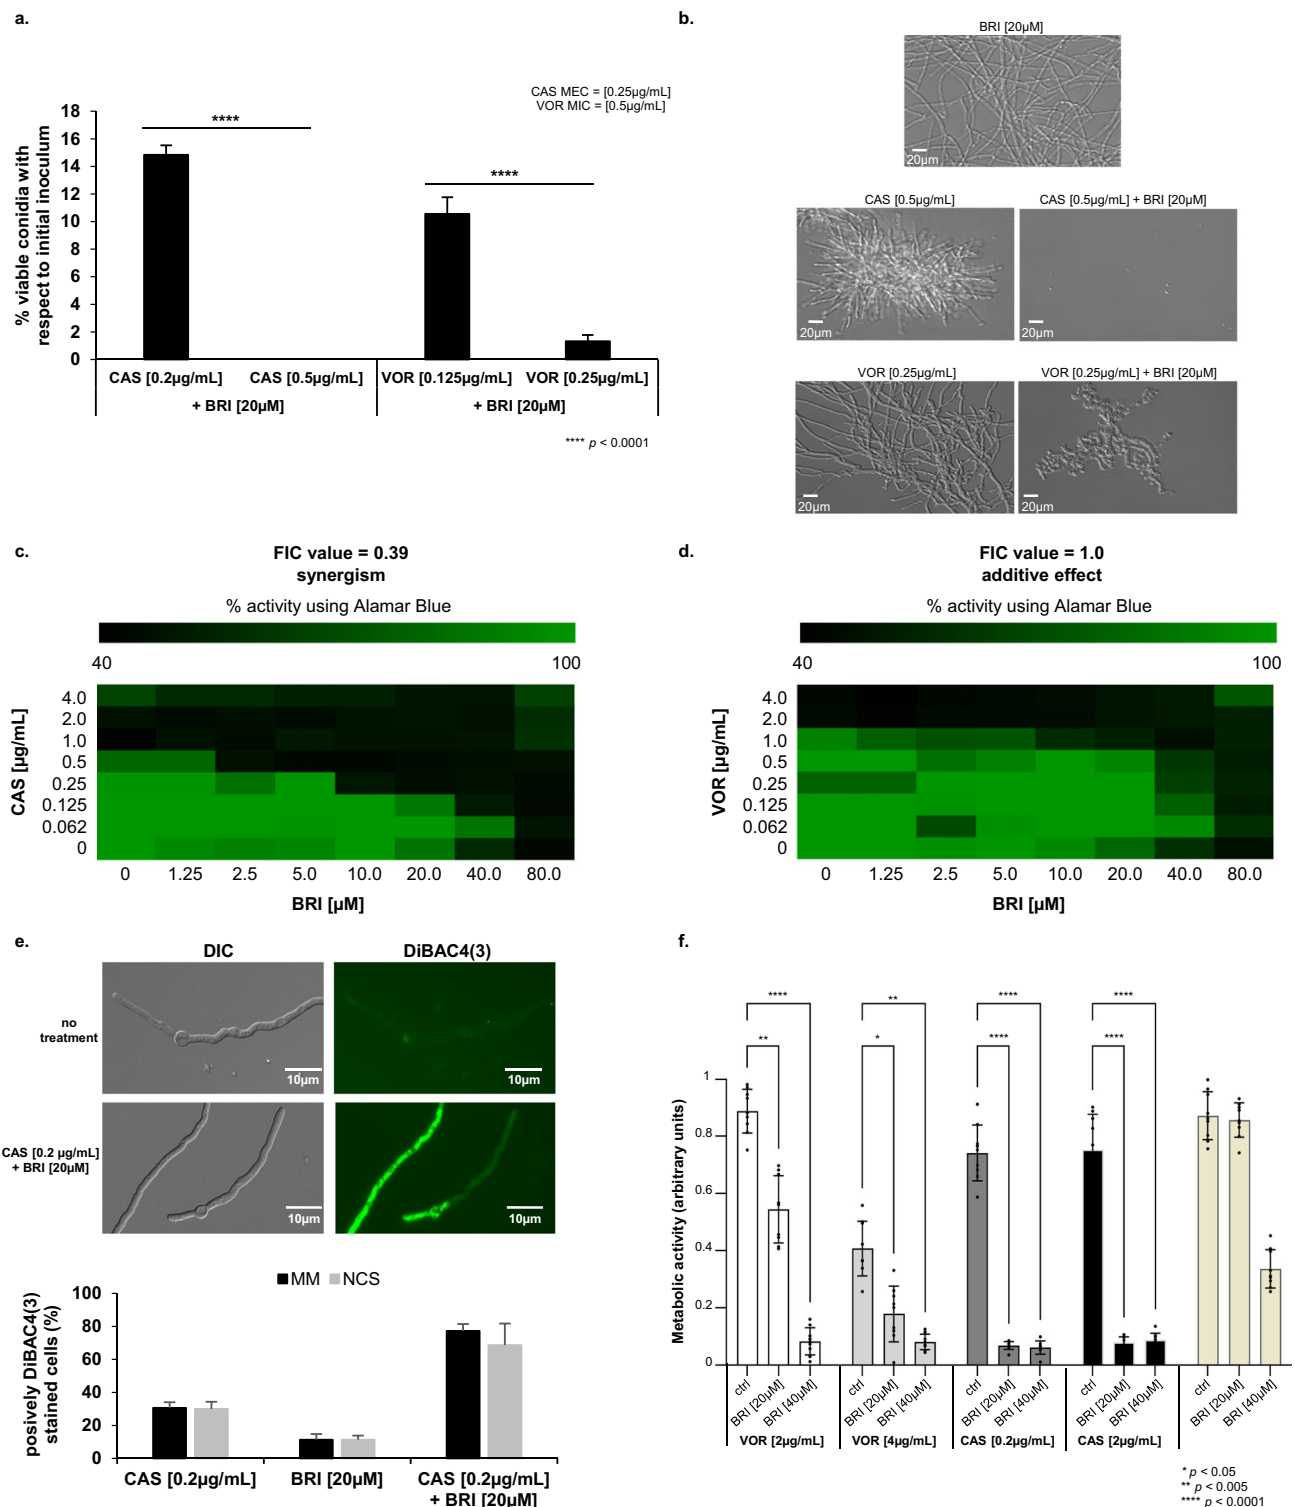 a.
CAS MEC = [0.25µg/mL]
VOR MIC = [0.5µg/mL]
% viable conidia with
respect to initial inoculum
18
16
14
12
10
8
6
4
2
0
****
****
CAS [0.2µg/mL]
CAS [0.5µg/mL]
VOR [0.125µg/mL]
VOR [0.25µg/mL]
+ BRI [20µM]
+ BRI [20µM]
**** p < 0.0001
b.
BRI [20µM]
20µm
CAS [0.5µg/mL]
20µm
CAS [0.5µg/mL] + BRI [20µM]
20µm
VOR [0.25µg/mL]
20µm
VOR [0.25µg/mL] + BRI [20µM]
20µm
c.
FIC value = 0.39
synergism
% activity using Alamar Blue
40
100
CAS [µg/mL]
4.0
2.0
1.0
0.5
0.25
0.125
0.062
0
0 1.25 2.5 5.0 10.0 20.0 40.0 80.0
BRI [µM]
d.
FIC value = 1.0
additive effect
% activity using Alamar Blue
40
100
VOR [µg/mL]
4.0
2.0
1.0
0.5
0.25
0.125
0.062
0
0 1.25 2.5 5.0 10.0 20.0 40.0 80.0
BRI [µM]
e.
DIC
DiBAC4(3)
no
treatment
10µm
10µm
CAS [0.2 µg/mL]
+ BRI [20µM]
10µm
10µm
MM NCS
posively DiBAC4(3)
stained cells (%)
100
80
60
40
20
0
CAS [0.2µg/mL]
BRI [20µM]
CAS [0.2µg/mL]
+ BRI [20µM]
f.
Metabolic activity (arbitrary units)
1
0.8
0.6
0.4
0.2
0
****
**
**
*
****
****
****
****
ctrl
BRI [20µM]
BRI [40µM]
VOR [2µg/mL]
ctrl
BRI [20µM]
BRI [40µM]
VOR [4µg/mL]
ctrl
BRI [20µM]
BRI [40µM]
CAS [0.2µg/mL]
ctrl
BRI [20µM]
BRI [40µM]
CAS [2µg/mL]
ctrl
BRI [20µM]
BRI [40µM]
* p < 0.05
** p < 0.005
**** p < 0.0001